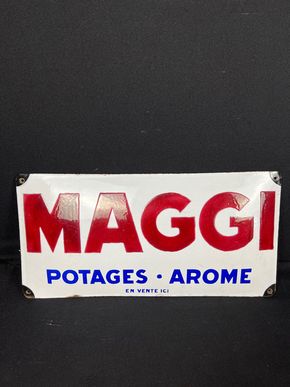 MAGGI
POTAGES · AROME
EN VENTE ICI